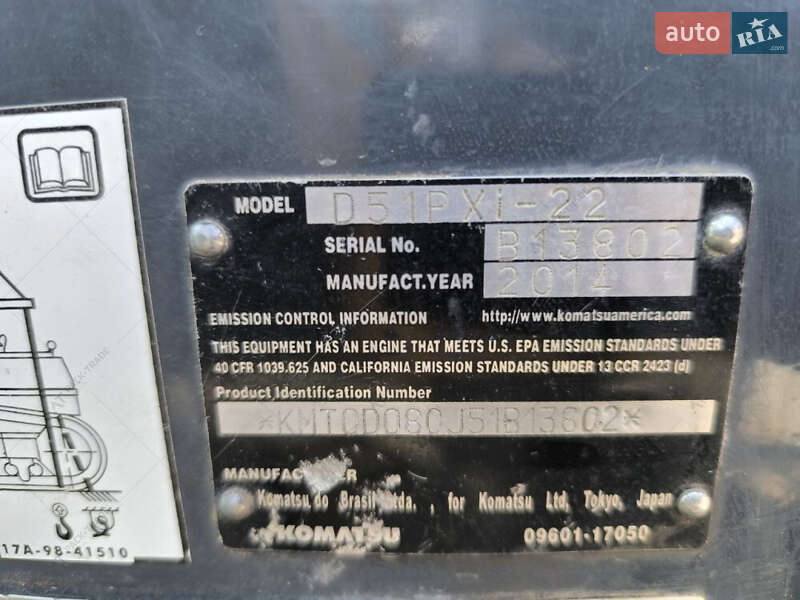 auto RIA.com
MODEL D51PXi-22
SERIAL No. B13802
MANUFACT.YEAR 2014
EMISSION CONTROL INFORMATION http://www.komatsuamerica.com
THIS EQUIPMENT HAS AN ENGINE THAT MEETS U.S. EPA EMISSION STANDARDS UNDER
40 CFR 1039.625 AND CALIFORNIA EMISSION STANDARDS UNDER 13 CCR 2423 (d)
Product Identification Number
*KMT0D080J51B13802*
Komatsu do Brasil Ltda. , for Komatsu Ltd, Tokyo, Japan
KOMATSU 09601-17050
17A-98-41510